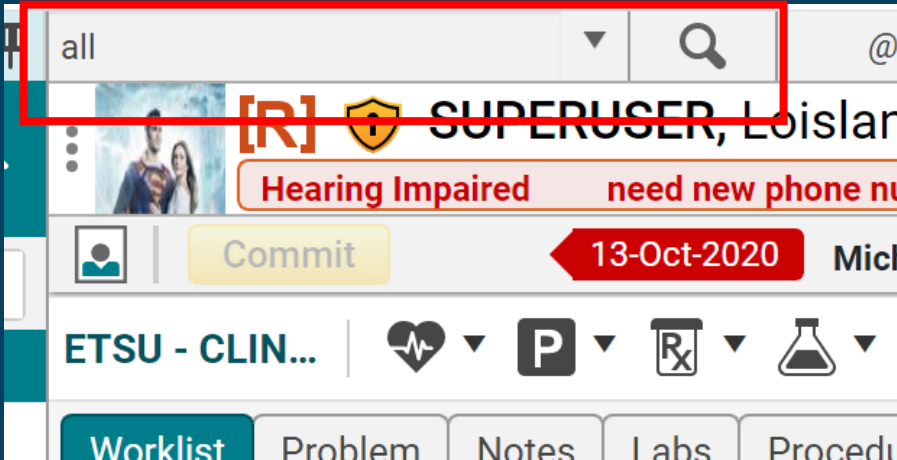 all
@
[R] SUPERUSER, Loislan
Hearing Impaired need new phone nu
Commit 13-Oct-2020 Mich
ETSU - CLIN...
P Rx
Worklist Problem Notes Labs Procedu